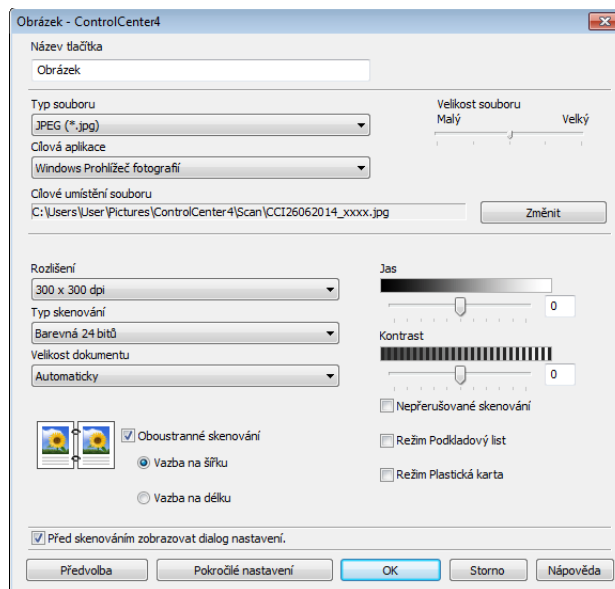 Obrázek - ControlCenter4
Název tlačítka
Obrázek
Typ souboru
JPEG (*.jpg)
Velikost souboru
Malý Velký
Cílová aplikace
Windows Prohlížeč fotografií
Cílové umístění souboru
C:\Users\User\Pictures\ControlCenter4\Scan\CCI26062014_xxxx.jpg
Změnit
Rozlišení
300 x 300 dpi
Typ skenování
Barevná 24 bitů
Velikost dokumentu
Automaticky
Jas
0
Kontrast
0
Oboustranné skenování
Vazba na šířku
Vazba na délku
Nepřerušované skenování
Režim Podkladový list
Režim Plastická karta
Před skenováním zobrazovat dialog nastavení.
Předvolba Pokročilé nastavení OK Storno Nápověda